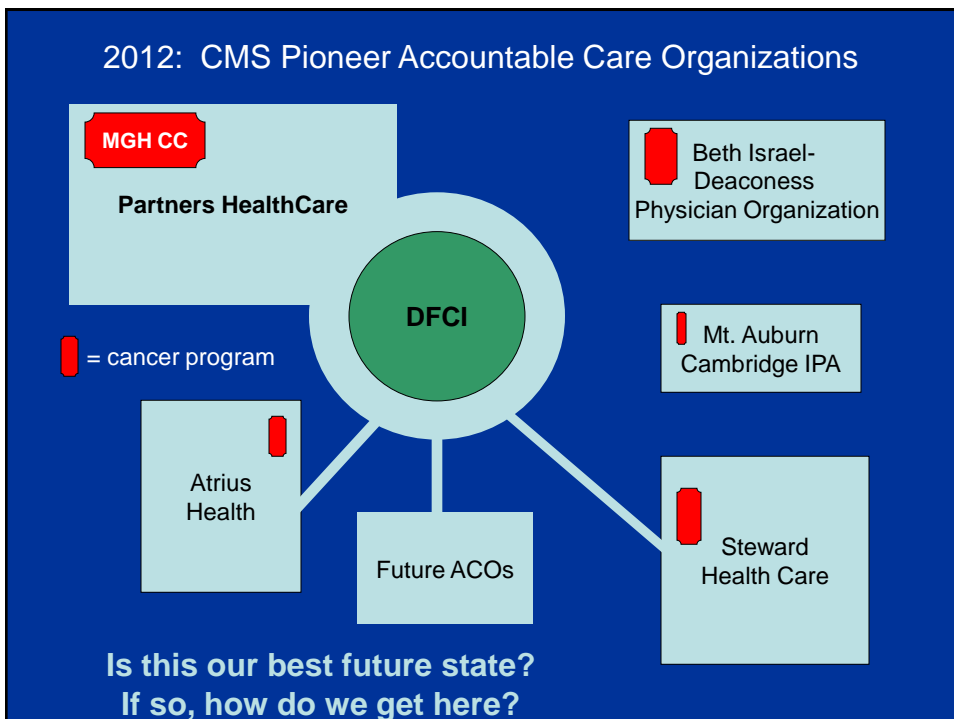 2012: CMS Pioneer Accountable Care Organizations
MGH CC
Partners HealthCare
Beth Israel-
Deaconess
Physician Organization
DFCI
Mt. Auburn
Cambridge IPA
= cancer program
Atrius
Health
Future ACOs
Steward
Health Care
Is this our best future state?
If so, how do we get here?